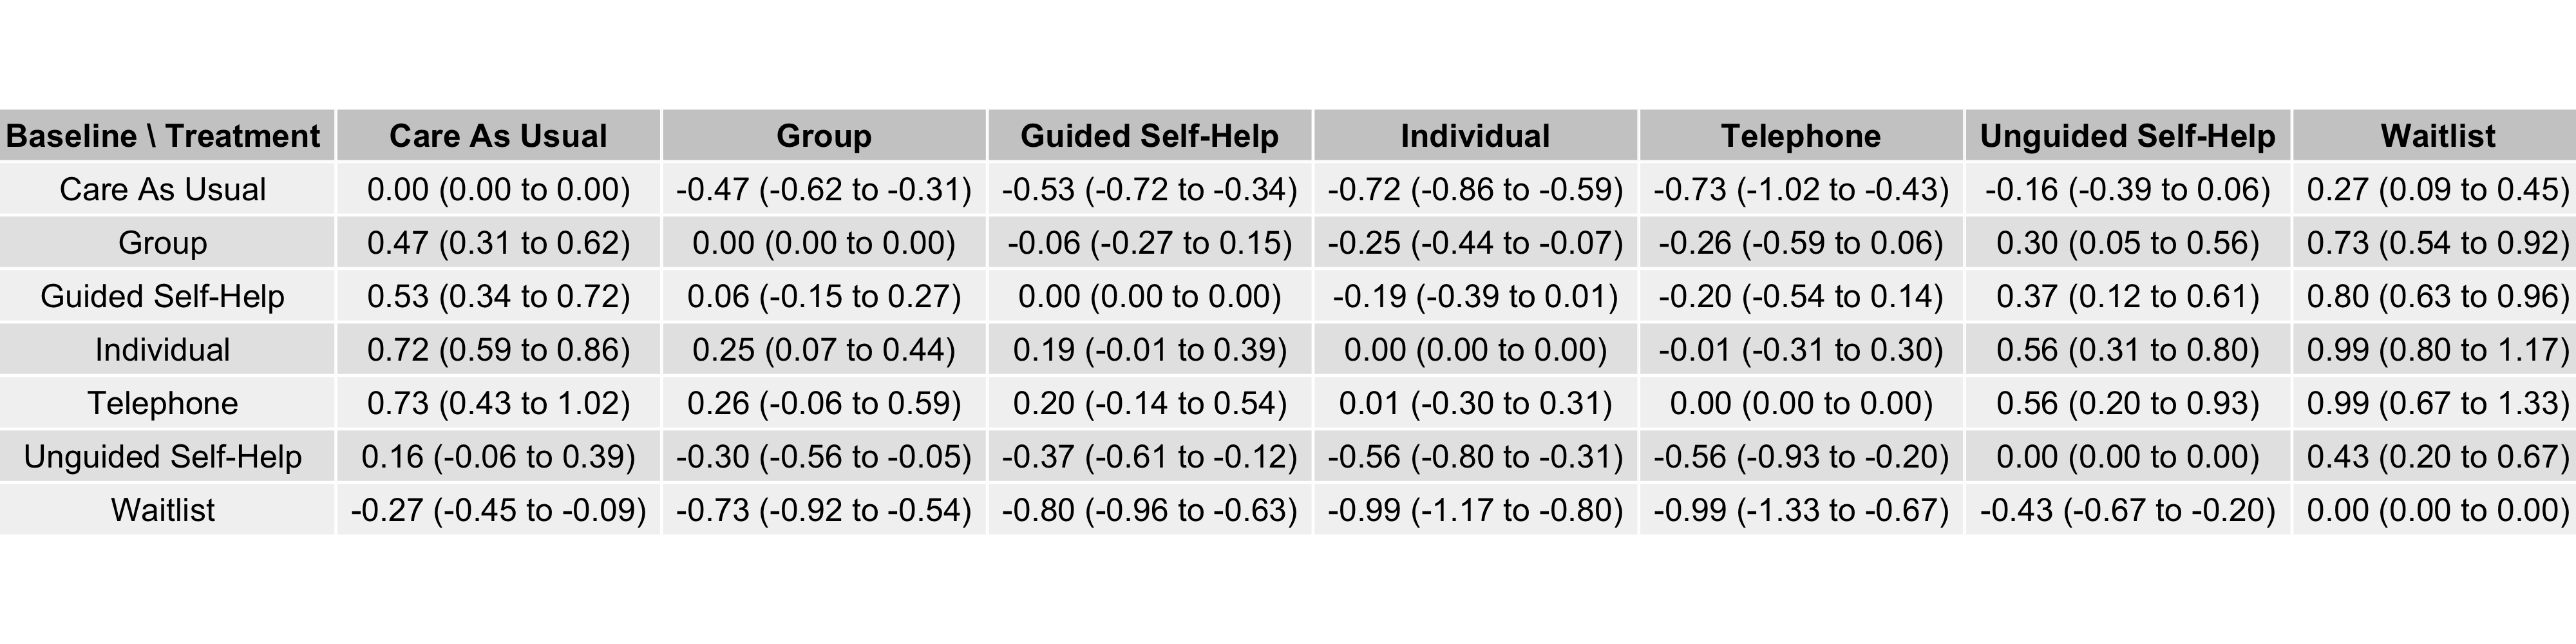 Baseline \ Treatment Care As Usual Group Guided Self-Help Individual Telephone Unguided Self-Help Waitlist
Care As Usual 0.00 (0.00 to 0.00) -0.47 (-0.62 to -0.31) -0.53 (-0.72 to -0.34) -0.72 (-0.86 to -0.59) -0.73 (-1.02 to -0.43) -0.16 (-0.39 to 0.06) 0.27 (0.09 to 0.45)
Group 0.47 (0.31 to 0.62) 0.00 (0.00 to 0.00) -0.06 (-0.27 to 0.15) -0.25 (-0.44 to -0.07) -0.26 (-0.59 to 0.06) 0.30 (0.05 to 0.56) 0.73 (0.54 to 0.92)
Guided Self-Help 0.53 (0.34 to 0.72) 0.06 (-0.15 to 0.27) 0.00 (0.00 to 0.00) -0.19 (-0.39 to 0.01) -0.20 (-0.54 to 0.14) 0.37 (0.12 to 0.61) 0.80 (0.63 to 0.96)
Individual 0.72 (0.59 to 0.86) 0.25 (0.07 to 0.44) 0.19 (-0.01 to 0.39) 0.00 (0.00 to 0.00) -0.01 (-0.31 to 0.30) 0.56 (0.31 to 0.80) 0.99 (0.80 to 1.17)
Telephone 0.73 (0.43 to 1.02) 0.26 (-0.06 to 0.59) 0.20 (-0.14 to 0.54) 0.01 (-0.30 to 0.31) 0.00 (0.00 to 0.00) 0.56 (0.20 to 0.93) 0.99 (0.67 to 1.33)
Unguided Self-Help 0.16 (-0.06 to 0.39) -0.30 (-0.56 to -0.05) -0.37 (-0.61 to -0.12) -0.56 (-0.80 to -0.31) -0.56 (-0.93 to -0.20) 0.00 (0.00 to 0.00) 0.43 (0.20 to 0.67)
Waitlist -0.27 (-0.45 to -0.09) -0.73 (-0.92 to -0.54) -0.80 (-0.96 to -0.63) -0.99 (-1.17 to -0.80) -0.99 (-1.33 to -0.67) -0.43 (-0.67 to -0.20) 0.00 (0.00 to 0.00)